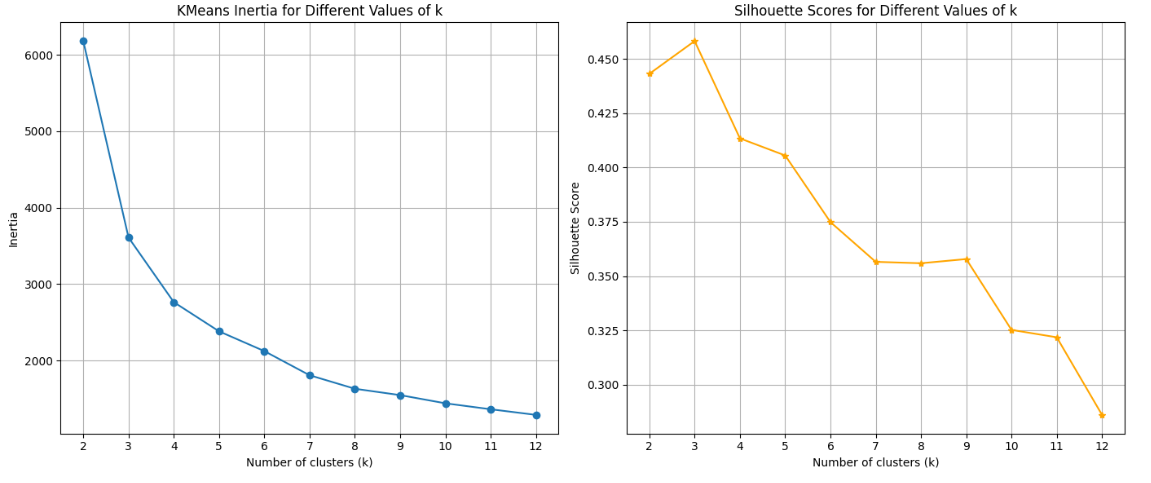 KMeans Inertia for Different Values of k
6000
5000
4000
3000
2000
Inertia
2 3 4 5 6 7 8 9 10 11 12
Number of clusters (k)
Silhouette Scores for Different Values of k
0.450
0.425
0.400
0.375
0.350
0.325
0.300
Silhouette Score
2 3 4 5 6 7 8 9 10 11 12
Number of clusters (k)